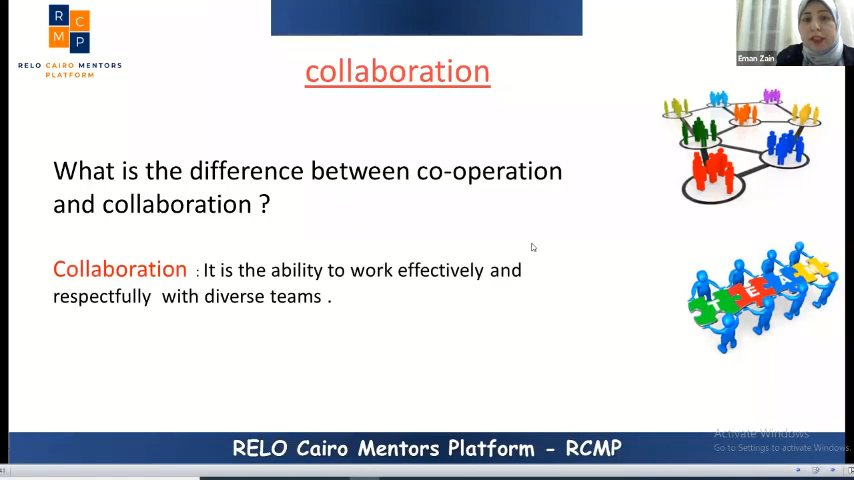 R
C
M
P
RELO CAIRO MENTORS
PLATFORM
Eman Zain
collaboration
What is the difference between co-operation
and collaboration ?
Collaboration : It is the ability to work effectively and
respectfully with diverse teams .
T E A M
Activate Windows
Go to Settings to activate Windows.
RELO Cairo Mentors Platform - RCMP